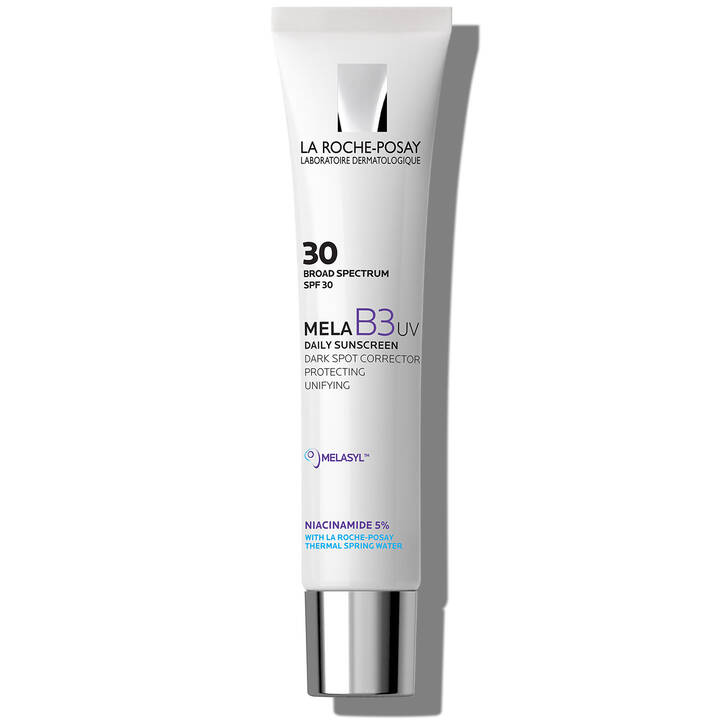 LA ROCHE-POSAY
LABORATOIRE DERMATOLOGIQUE
30
BROAD SPECTRUM
SPF 30
MELA B3 UV
DAILY SUNSCREEN
DARK SPOT CORRECTOR
PROTECTING
UNIFYING
MELASYL™
NIACINAMIDE 5%
WITH LA ROCHE-POSAY
THERMAL SPRING WATER